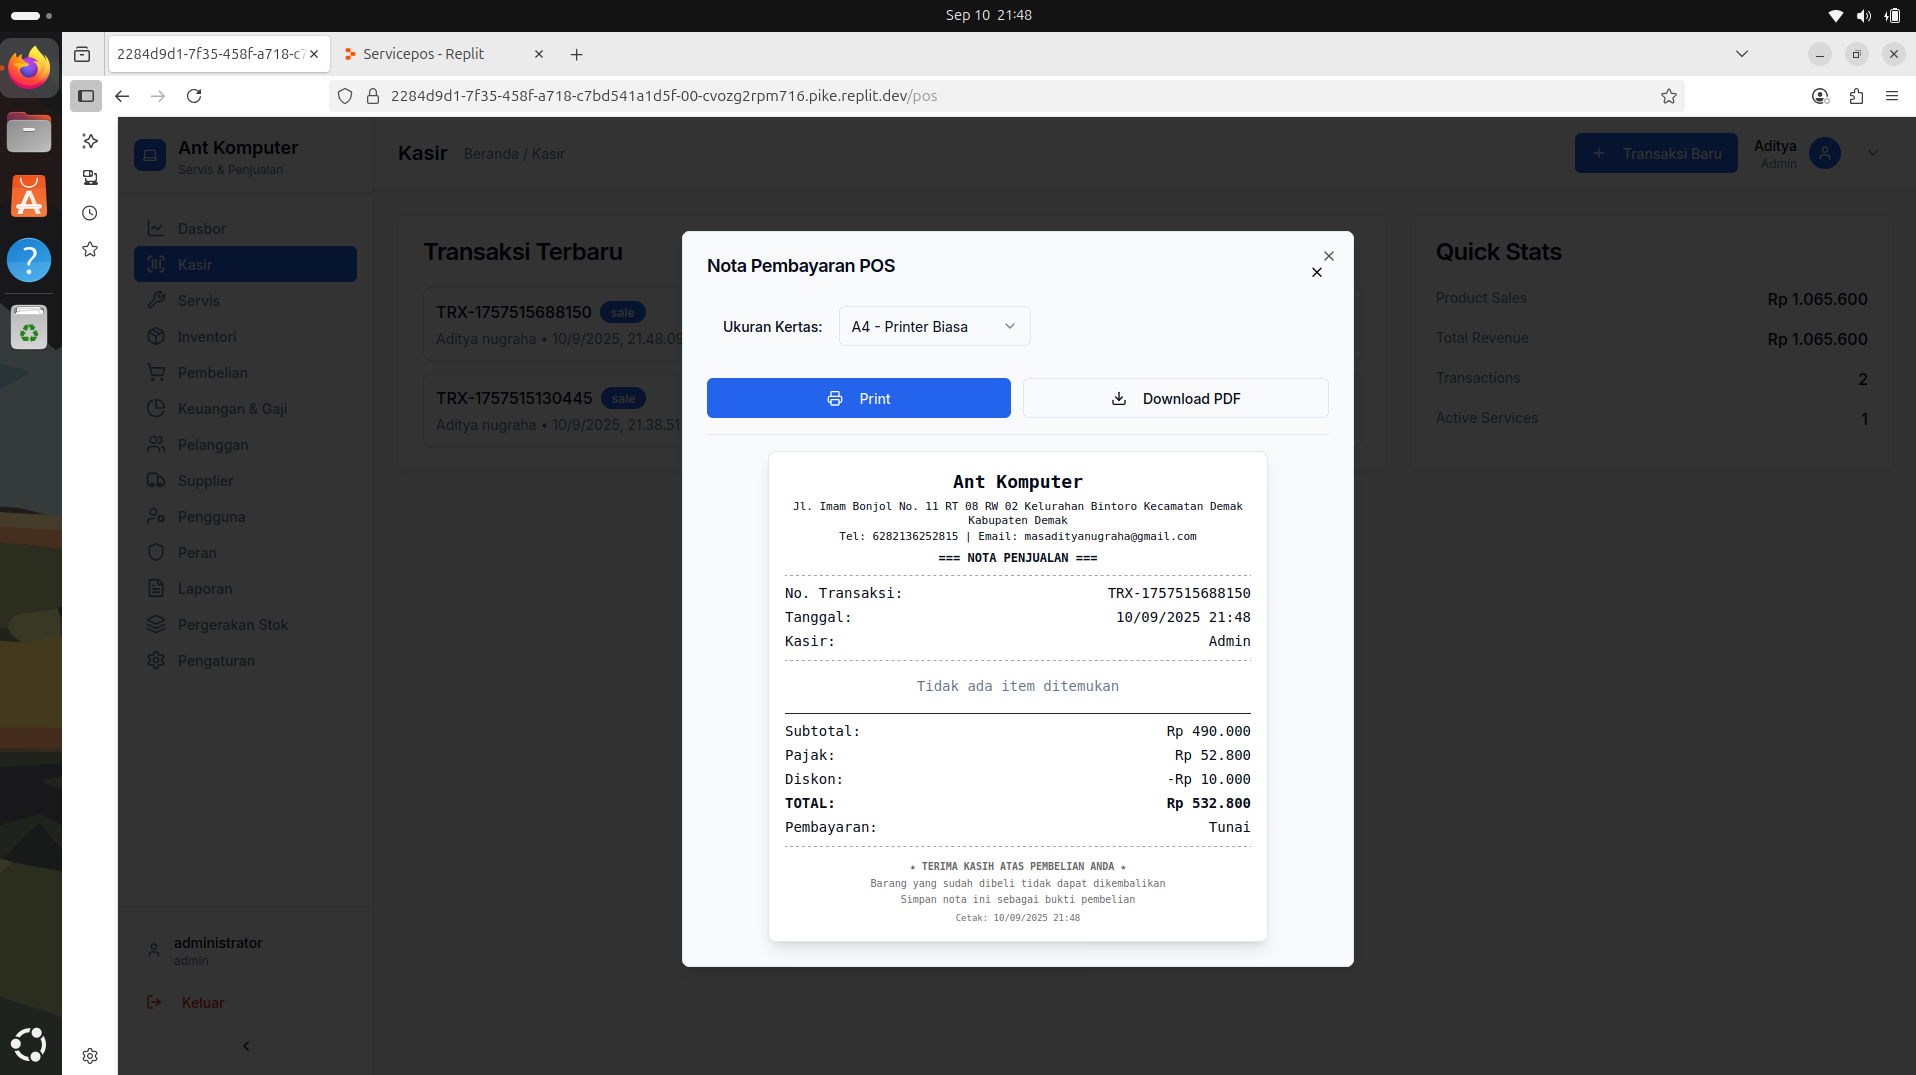 Sep 10 21:48
2284d9d1-7f35-458f-a718-c7
Servicepos - Replit
2284d9d1-7f35-458f-a718-c7bd541a1d5f-00-cvozg2rpm716.pike.replit.dev/pos
Ant Komputer
Servis & Penjualan
Dasbor
Kasir
Servis
Inventori
Pembelian
Keuangan & Gaji
Pelanggan
Supplier
Pengguna
Peran
Laporan
Pergerakan Stok
Pengaturan
administrator
admin
Keluar
Kasir
Beranda / Kasir
Transaksi Baru
Aditya
Admin
Transaksi Terbaru
TRX-1757515688150 sale
Aditya nugraha • 10/9/2025, 21.48.09
TRX-1757515130445 sale
Aditya nugraha • 10/9/2025, 21.38.51
Nota Pembayaran POS
Ukuran Kertas: A4 - Printer Biasa
Print
Download PDF
Ant Komputer
Jl. Imam Bonjol No. 11 RT 08 RW 02 Kelurahan Bintoro Kecamatan Demak
Kabupaten Demak
Tel: 6282136252815 | Email: masadityanugraha@gmail.com
=== NOTA PENJUALAN ===
No. Transaksi: TRX-1757515688150
Tanggal: 10/09/2025 21:48
Kasir: Admin
Tidak ada item ditemukan
Subtotal: Rp 490.000
Pajak: Rp 52.800
Diskon: -Rp 10.000
TOTAL: Rp 532.800
Pembayaran: Tunai
★ TERIMA KASIH ATAS PEMBELIAN ANDA ★
Barang yang sudah dibeli tidak dapat dikembalikan
Simpan nota ini sebagai bukti pembelian
Cetak: 10/09/2025 21:48
Quick Stats
Product Sales Rp 1.065.600
Total Revenue Rp 1.065.600
Transactions 2
Active Services 1